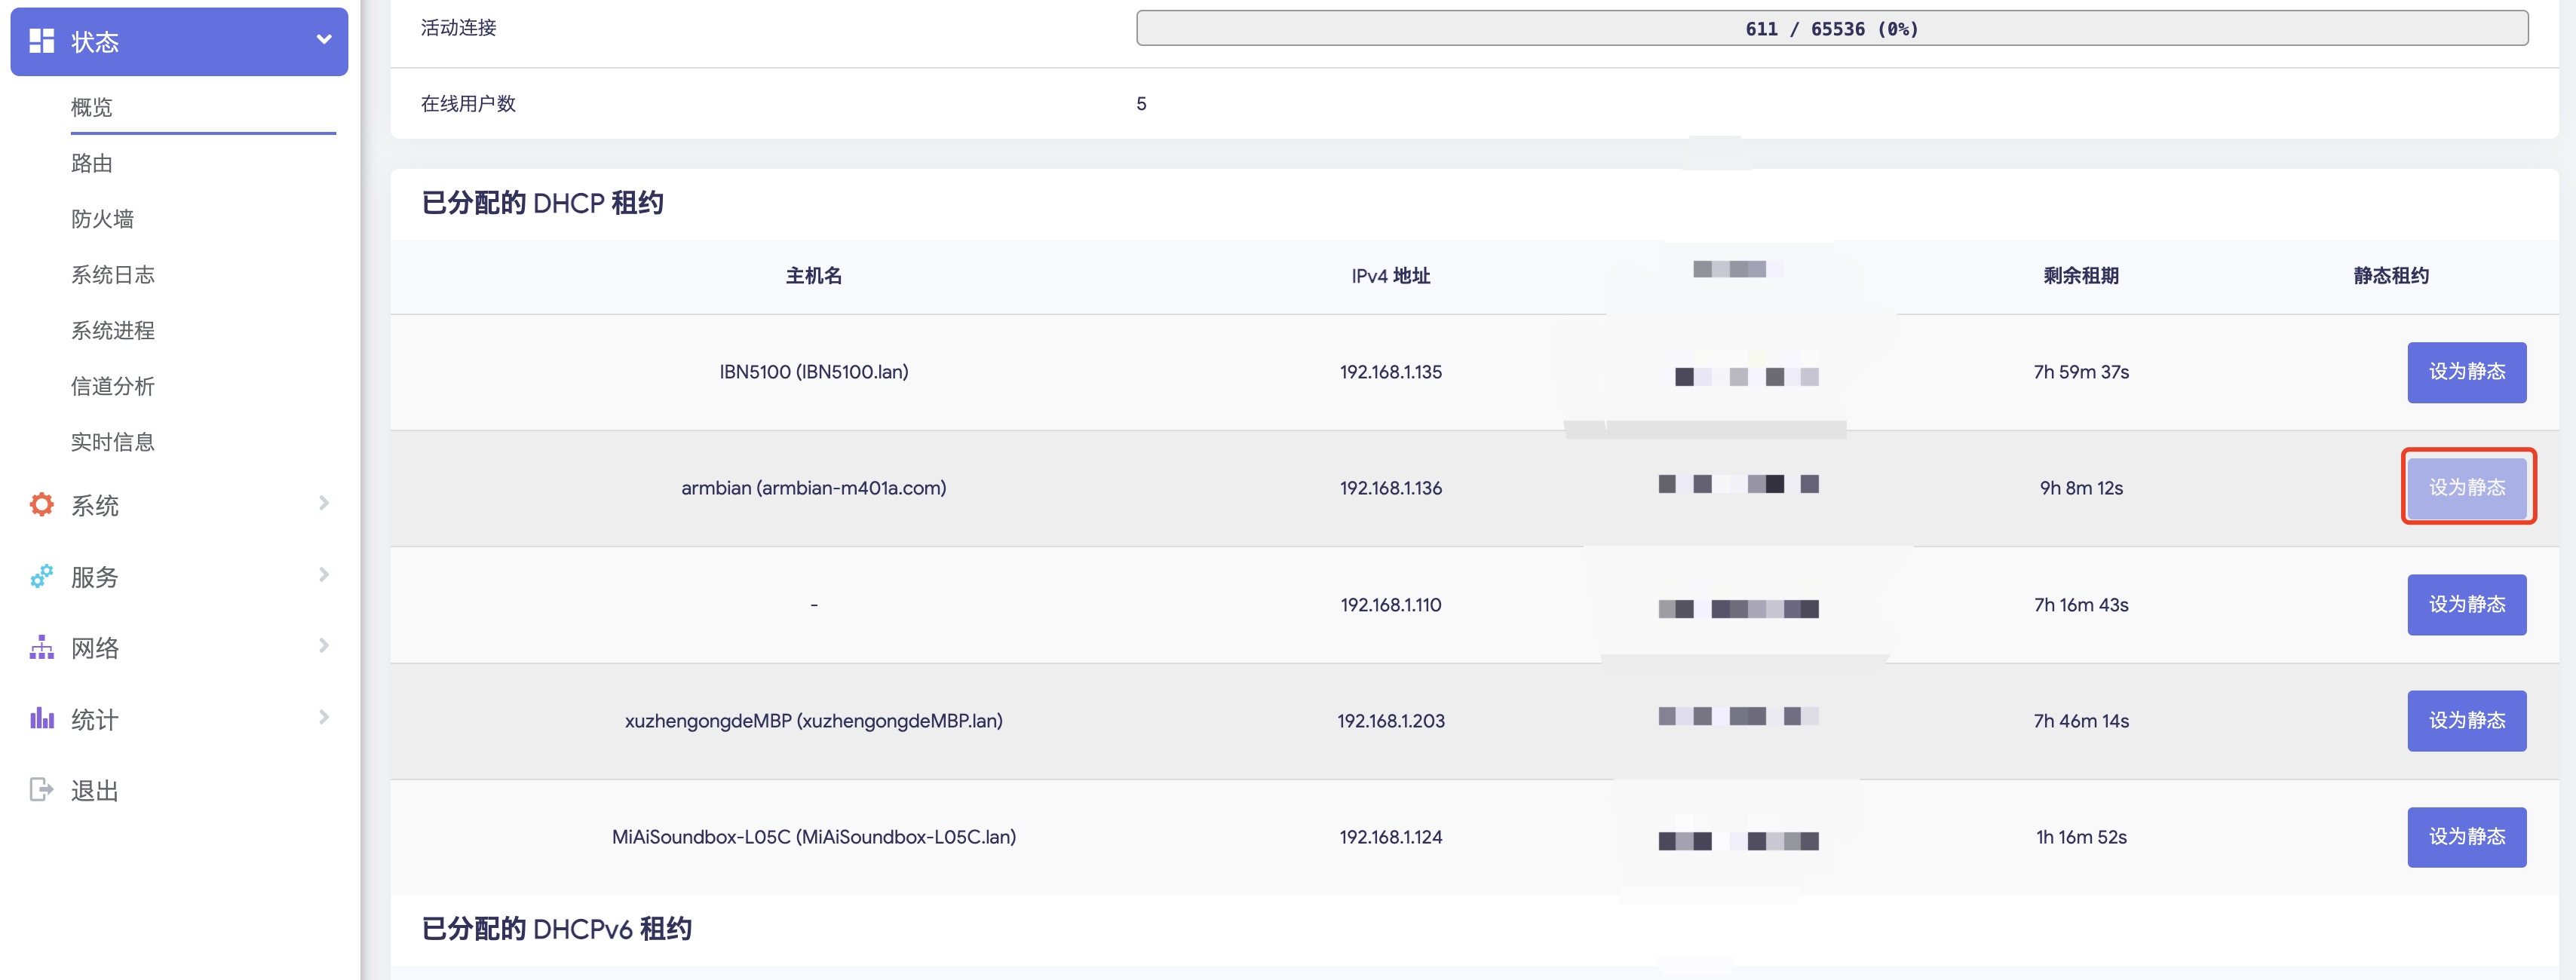 状态
概览
路由
防火墙
系统日志
系统进程
信道分析
实时信息
系统
服务
网络
统计
退出
活动连接 611 / 65536 (0%)
在线用户数 5
已分配的 DHCP 租约
主机名 IPv4 地址 剩余租期 静态租约
IBN5100 (IBN5100.lan) 192.168.1.135 7h 59m 37s 设为静态
armbian (armbian-m401a.com) 192.168.1.136 9h 8m 12s 设为静态
- 192.168.1.110 7h 16m 43s 设为静态
xuzhengongdeMBP (xuzhengongdeMBP.lan) 192.168.1.203 7h 46m 14s 设为静态
MiAiSoundbox-L05C (MiAiSoundbox-L05C.lan) 192.168.1.124 1h 16m 52s 设为静态
已分配的 DHCPv6 租约